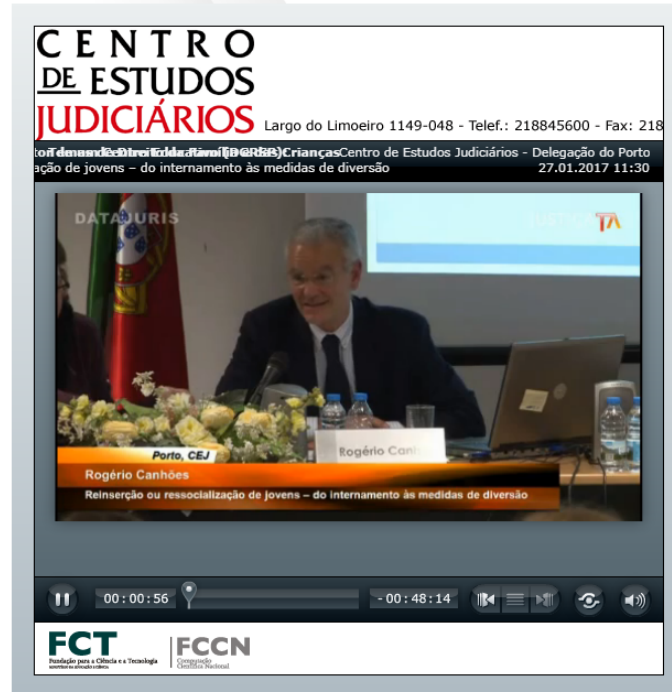 CENTRO
DE ESTUDOS
JUDICIÁRIOS
Largo do Limoeiro 1149-048 - Telef.: 218845600 - Fax: 218
Centro de Estudos Judiciários - Delegação do Porto
ação de jovens – do internamento às medidas de diversão
27.01.2017 11:30
DATAJURIS
JUSTIÇA
Rogério Can
Porto, CEJ
Rogério Canhões
Reinserção ou ressocialização de jovens – do internamento às medidas de diversão
00:00:56
- 00:48:14
FCT
Fundação para a Ciência e a Tecnologia
FCCN
Computação
Científica Nacional